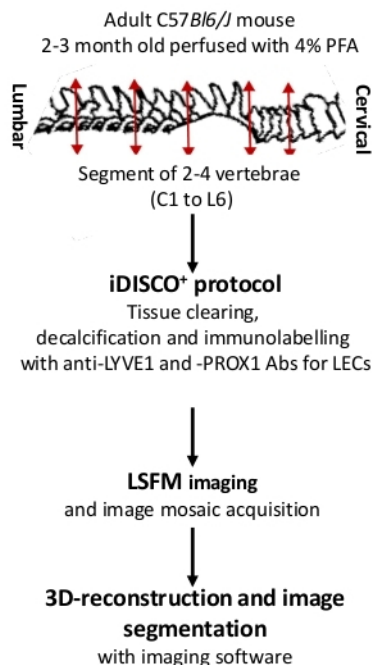 Adult C57Bl6/J mouse
2-3 month old perfused with 4% PFA
Lumbar
Cervical
Segment of 2-4 vertebrae
(C1 to L6)
iDISCO+ protocol
Tissue clearing,
decalcification and immunolabelling
with anti-LYVE1 and -PROX1 Abs for LECs
LSFM imaging
and image mosaic acquisition
3D-reconstruction and image
segmentation
with imaging software